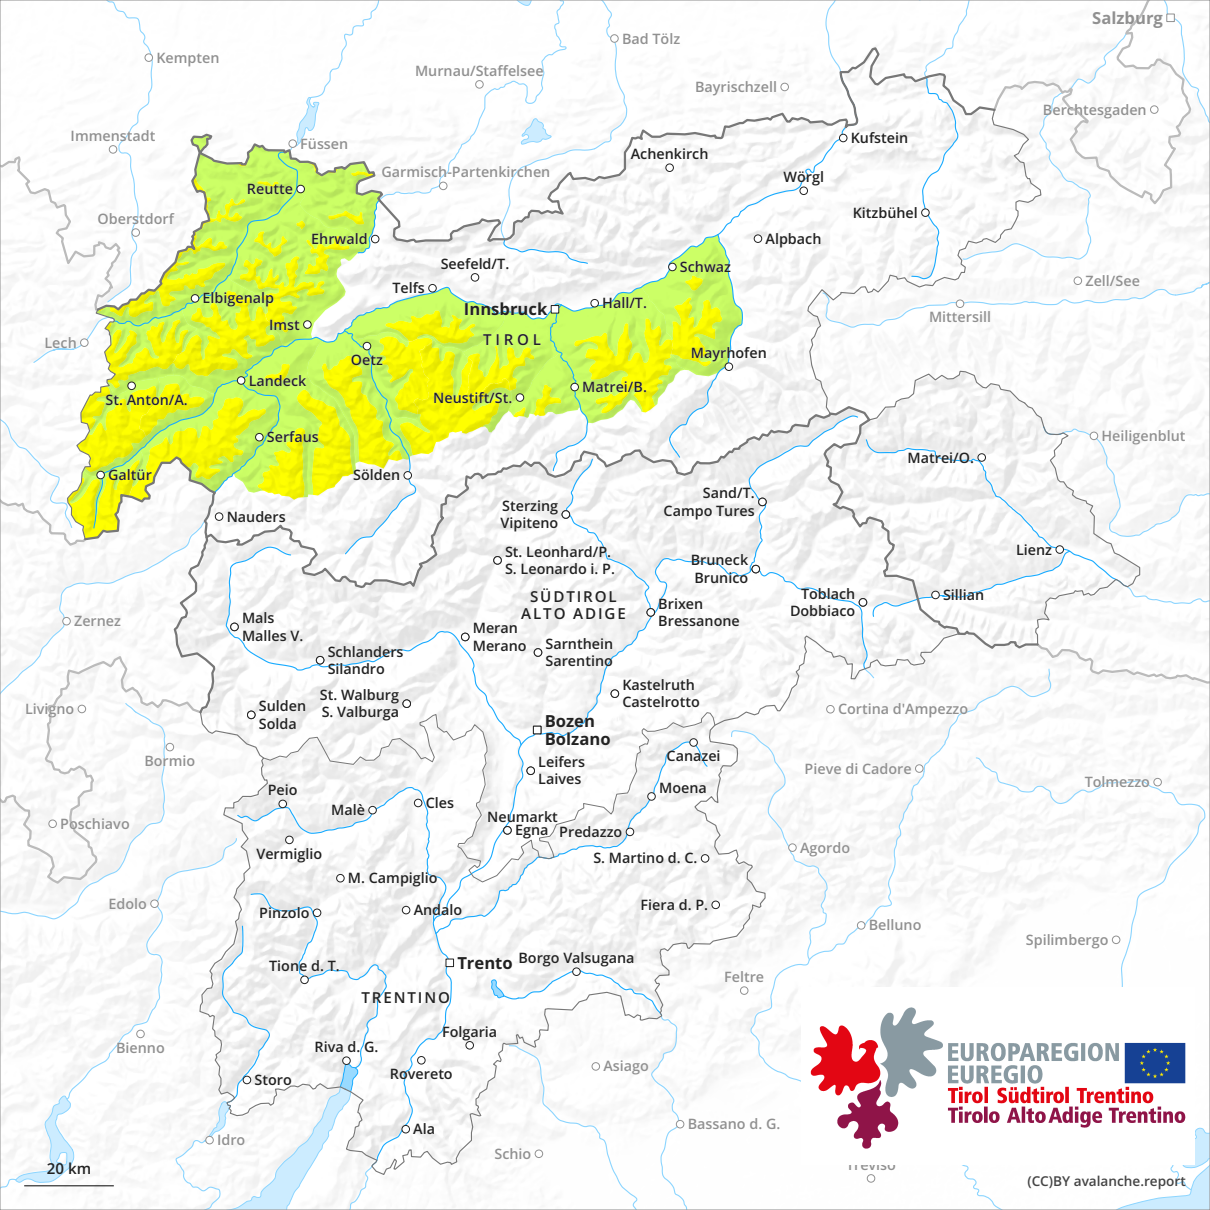 Salzburg
Bad Tölz
Kempten
Murnau/Staffelsee
Bayrischzell
Berchtesgaden
Immenstadt
Füssen
Kufstein
Achenkirch
Garmisch-Partenkirchen
Wörgl
Reutte
Oberstdorf
Kitzbühel
Ehrwald
Alpbach
Seefeld/T.
Schwaz
Zell/See
Telfs
Elbigenalp
Hall/T.
Innsbruck
Mittersill
Imst
TIROL
Lech
Mayrhofen
Oetz
Landeck
Matrei/B.
St. Anton/A.
Neustift/St.
Serfaus
Heiligenblut
Matrei/O.
Galtür
Sölden
Sand/T.
Campo Tures
Sterzing
Vipiteno
Nauders
St. Leonhard/P.
S. Leonardo i. P.
Lienz
Bruneck
Brunico
SÜDTIROL
ALTO ADIGE
Toblach
Dobbiaco
Sillian
Brixen
Bressanone
Zernez
Mals
Malles V.
Meran
Merano
Sarnthein
Sarentino
Schlanders
Silandro
Kastelruth
Castelrotto
St. Walburg
S. Valburga
Livigno
Sulden
Solda
Cortina d'Ampezzo
Bozen
Bolzano
Bormio
Canazei
Leifers
Laives
Pieve di Cadore
Tolmezzo
Peio
Moena
Malè
Cles
Neumarkt
Egna
Predazzo
Poschiavo
Vermiglio
Agordo
S. Martino d. C.
M. Campiglio
Edolo
Pinzolo
Andalo
Fiera d. P.
Belluno
Spilimbergo
Trento
Borgo Valsugana
Tione d. T.
Feltre
TRENTINO
Folgaria
Bienno
Riva d. G.
EUROPAREGION
EUREGIO
Asiago
Rovereto
Storo
Tirol Südtirol Trentino
Tirolo Alto Adige Trentino
Ala
Bassano d. G.
Idro
Schio
Treviso
20 km
(CC)BY avalanche.report